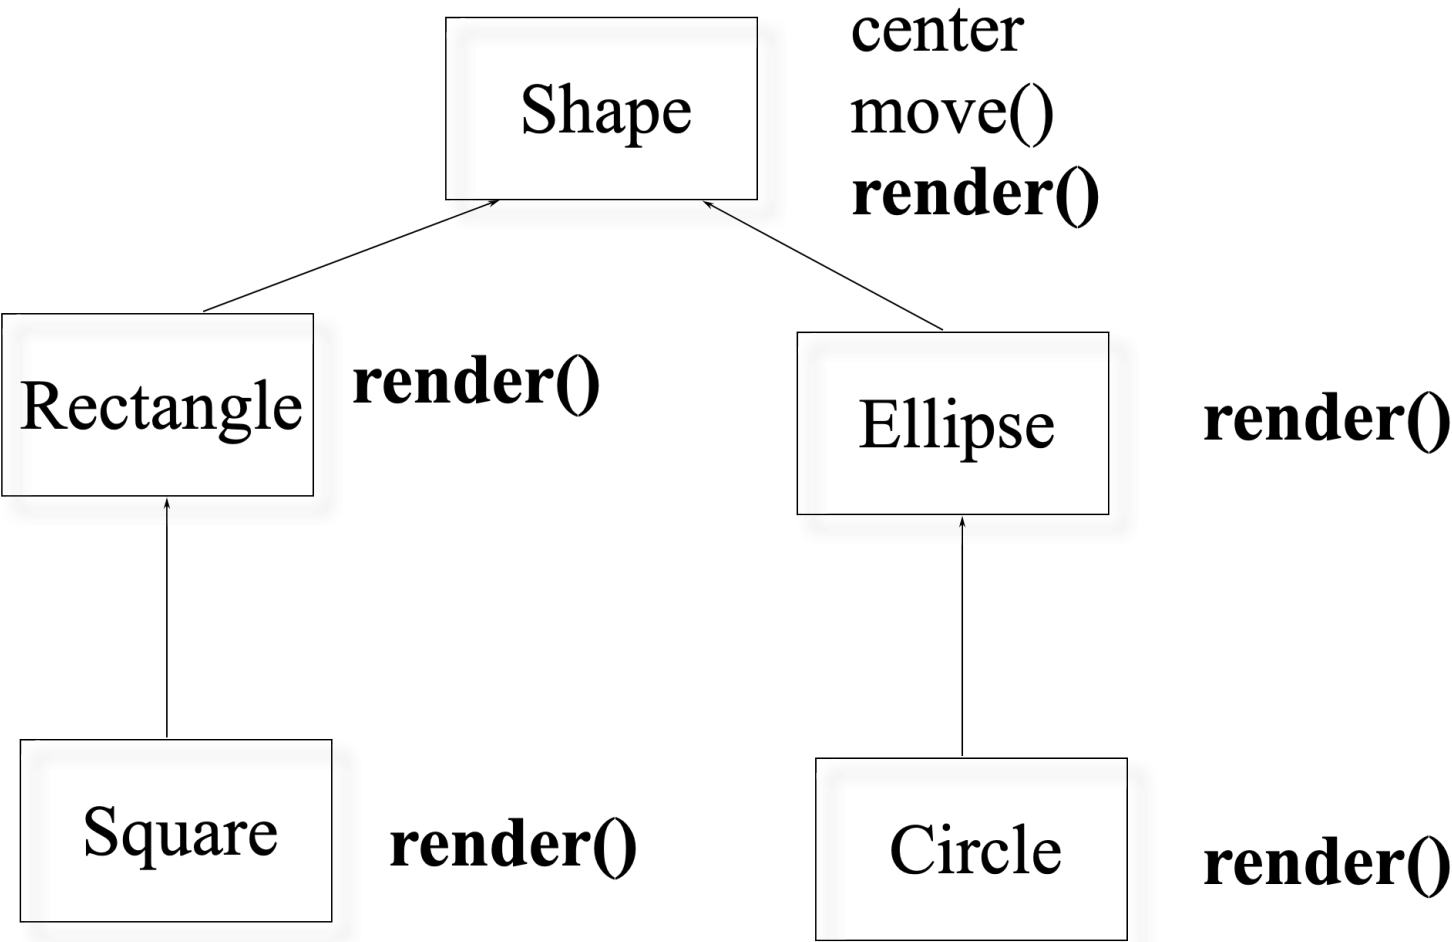 Shape
center
move()
render()
Rectangle
render()
Ellipse
render()
Square
render()
Circle
render()